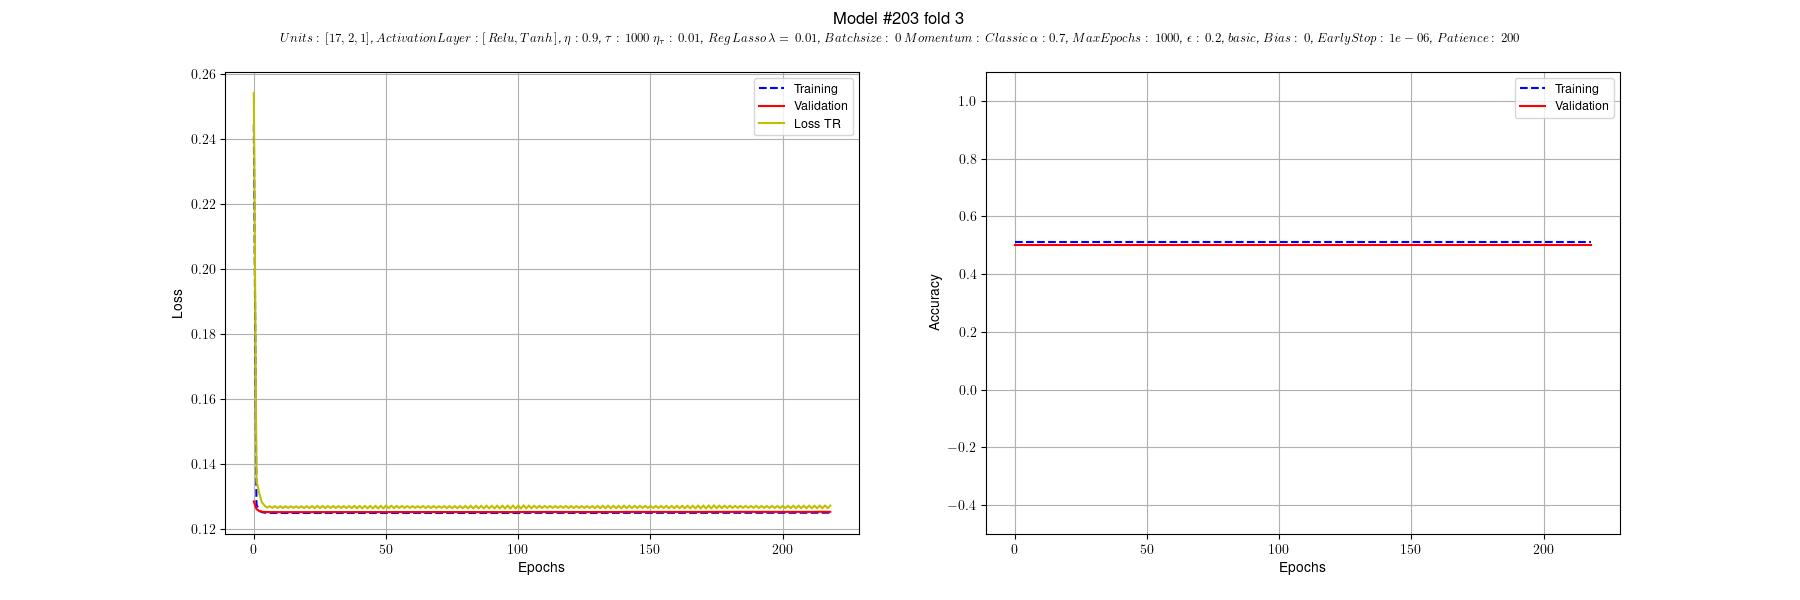 Model #203 fold 3
Units : [17, 2, 1], ActivationLayer : [Relu, Tanh], η : 0.9, τ : 1000 η_τ : 0.01, Reg Lasso λ = 0.01, Batchsize : 0 Momentum : Classic α : 0.7, MaxEpochs : 1000, ϵ : 0.2, basic, Bias : 0, EarlyStop : 1e − 06, Patience : 200
0.26
0.24
0.22
0.20
0.18
0.16
0.14
0.12
Loss
0 50 100 150 200
Epochs
Training
Validation
Loss TR
1.0
0.8
0.6
0.4
0.2
0.0
−0.2
−0.4
Accuracy
0 50 100 150 200
Epochs
Training
Validation